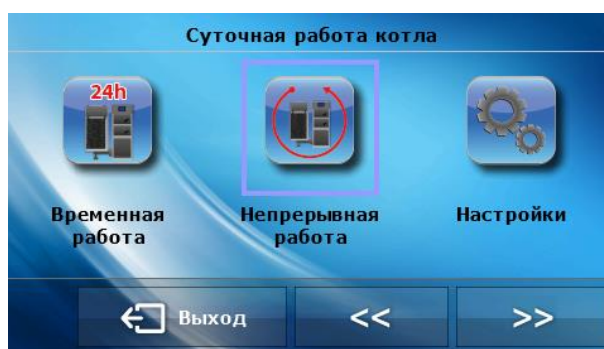 Суточная работа котла
24h
Временная
работа
Непрерывная
работа
Настройки
Выход
<<
>>